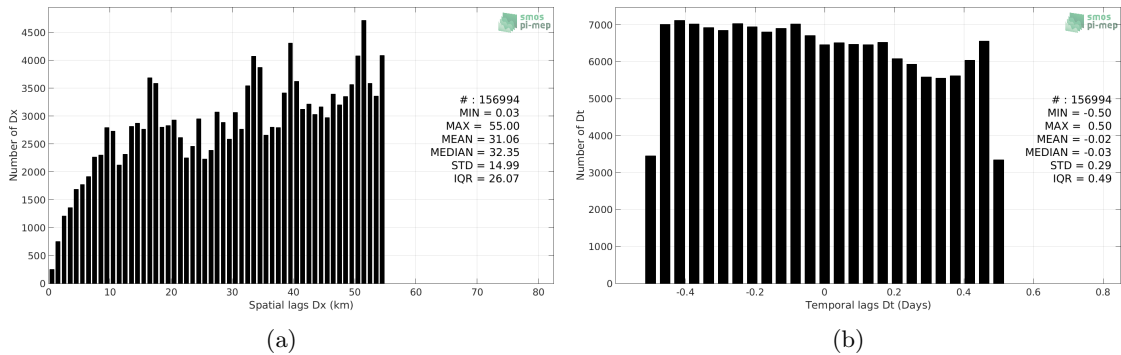 4500
4000
3500
3000
2500
2000
1500
1000
500
0
Number of Dx
0 10 20 30 40 50 60 70 80
Spatial lags Dx (km)
smos
pi-mep
# : 156994
MIN = 0.03
MAX = 55.00
MEAN = 31.06
MEDIAN = 32.35
STD = 14.99
IQR = 26.07
(a)
7000
6000
5000
4000
3000
2000
1000
0
Number of Dt
-0.4 -0.2 0 0.2 0.4 0.6 0.8
Temporal lags Dt (Days)
smos
pi-mep
# : 156994
MIN = -0.50
MAX = 0.50
MEAN = -0.02
MEDIAN = -0.03
STD = 0.29
IQR = 0.49
(b)